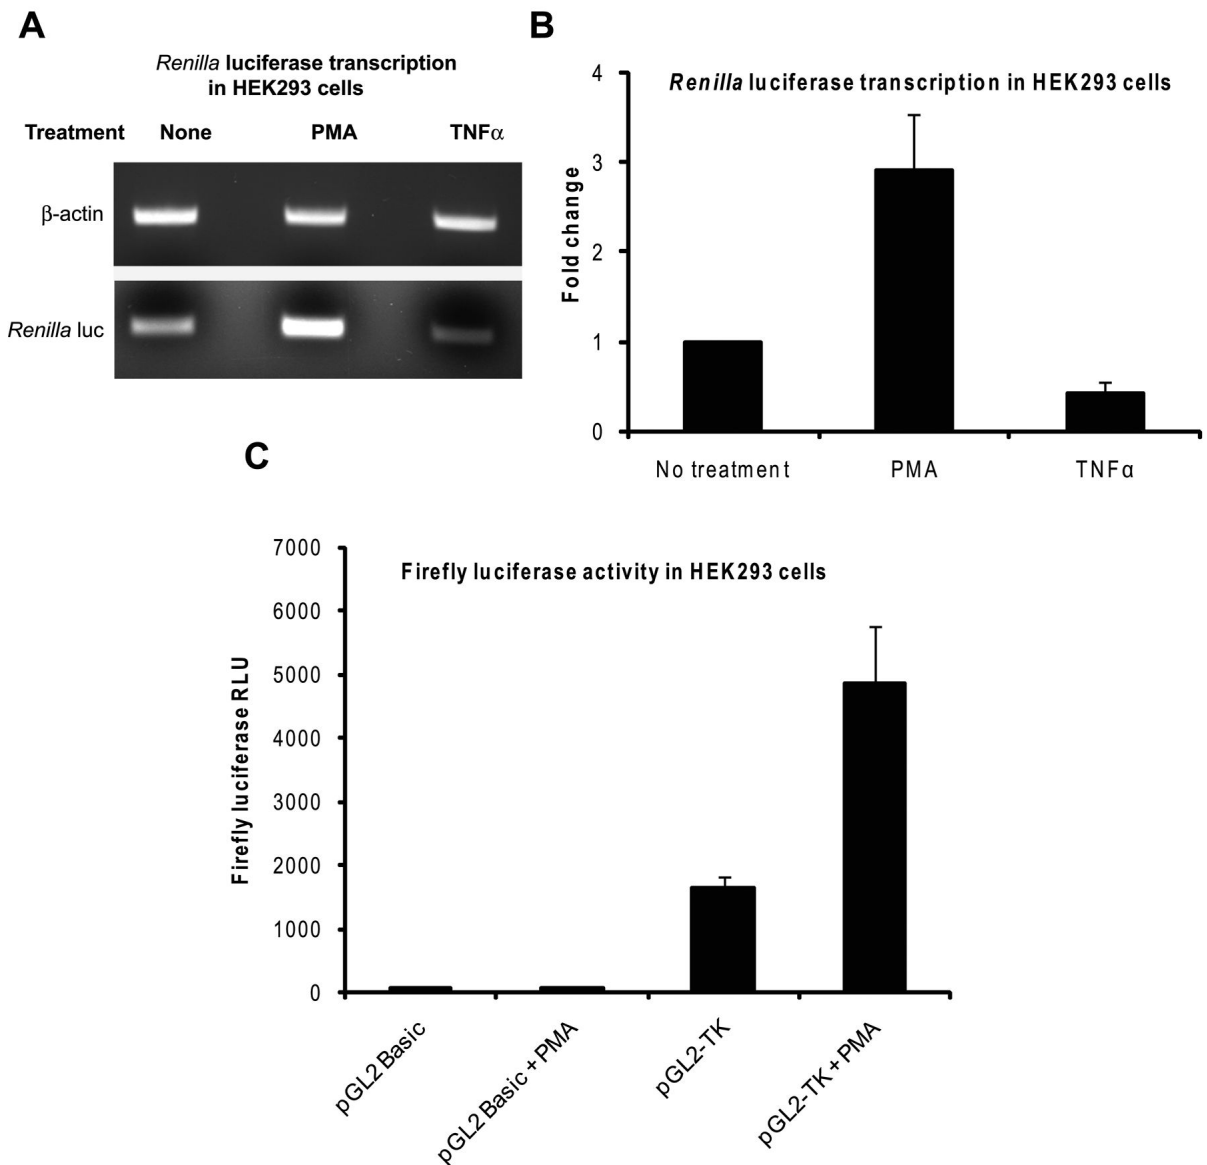 A
Renilla luciferase transcription
in HEK293 cells
Treatment None PMA TNFα
β-actin
Renilla luc
B
Renilla luciferase transcription in HEK293 cells
Fold change
4
3
2
1
0
No treatment PMA TNFα
C
Firefly luciferase activity in HEK293 cells
Firefly luciferase RLU
7000
6000
5000
4000
3000
2000
1000
0
pGL2 Basic
pGL2 Basic + PMA
pGL2-TK
pGL2-TK + PMA